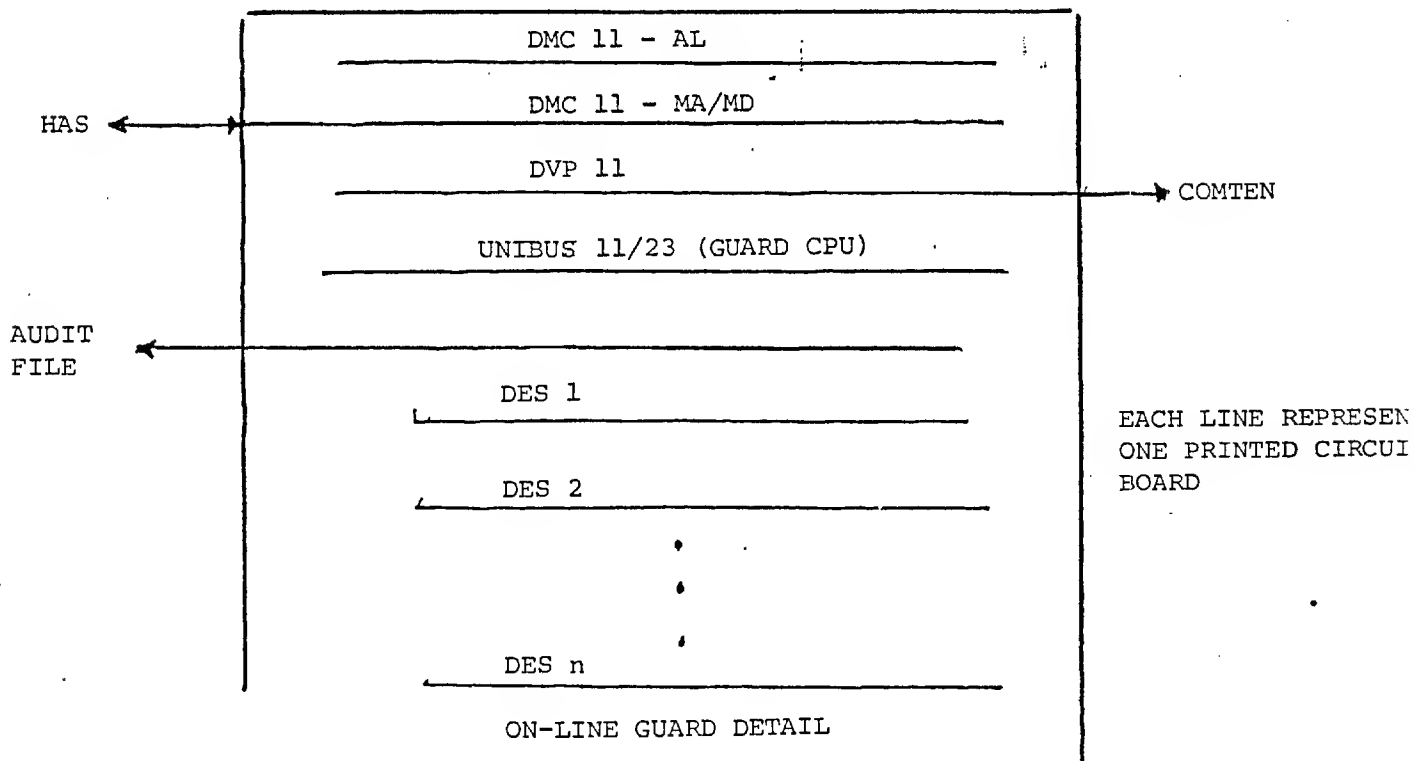 DMC 11 - AL
DMC 11 - MA/MD
HAS
DVP 11
COMTEN
UNIBUS 11/23 (GUARD CPU)
AUDIT
FILE
DES 1
EACH LINE REPRESEN
ONE PRINTED CIRCUI
BOARD
DES 2
DES n
ON-LINE GUARD DETAIL